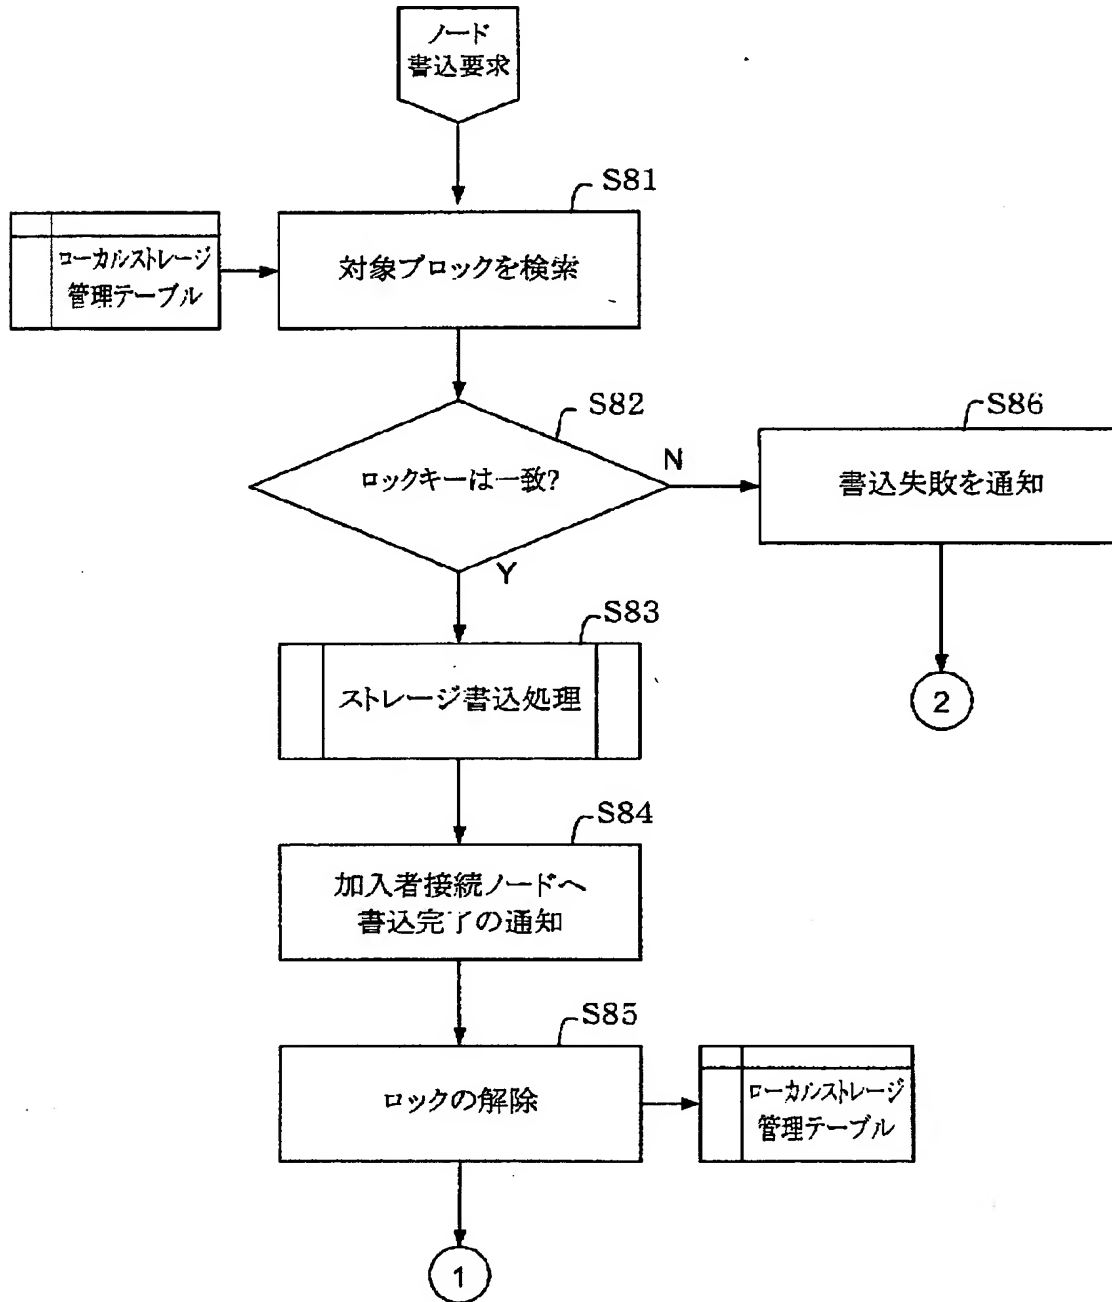 ノード
書込要求
S81
ローカルストレージ
管理テーブル
対象ブロックを検索
S82
ロックキーは一致?
N
S86
書込失敗を通知
Y
2
S83
ストレージ書込処理
S84
加入者接続ノードへ
書込完了の通知
S85
ロックの解除
ローカルストレージ
管理テーブル
1